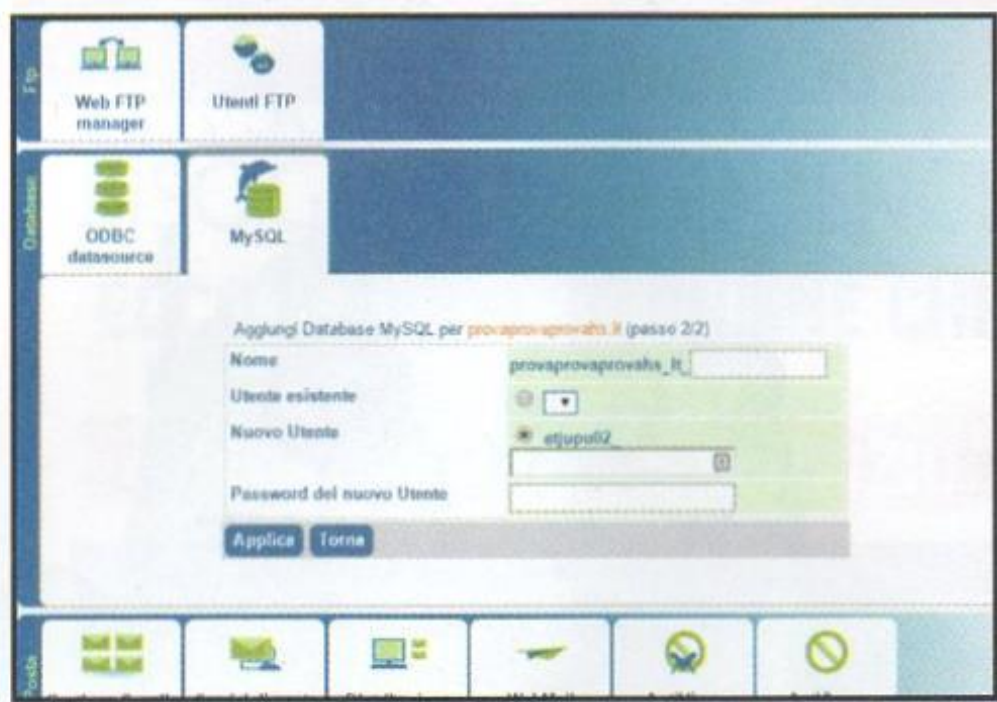 Ftp
Web FTP
manager
Utenti FTP
Database
ODBC
datasource
MySQL
Aggiungi Database MySQL per provaprovaprovahs.it (passo 2/2)
Nome
provaprovaprovahs_it_
Utente esistente
Nuovo Utente
etjupu02_
Password del nuovo Utente
Applica
Torna
Posta